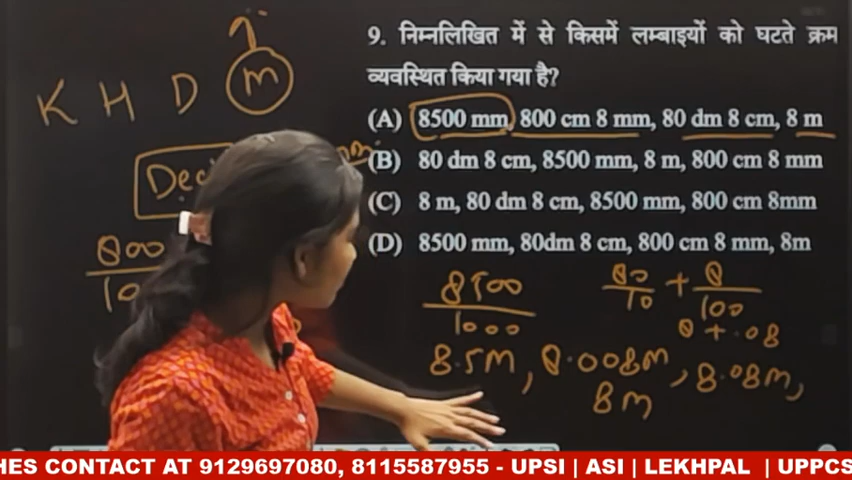 9. निम्नलिखित में से किसमें लम्बाइयों को घटते क्रम
व्यवस्थित किया गया है?
(A) 8500 mm, 800 cm 8 mm, 80 dm 8 cm, 8 m
(B) 80 dm 8 cm, 8500 mm, 8 m, 800 cm 8 mm
(C) 8 m, 80 dm 8 cm, 8500 mm, 800 cm 8mm
(D) 8500 mm, 80dm 8 cm, 800 cm 8 mm, 8m
K H D m
Dec
800
10
8500
1000
80/10 + 8/100
8 + .08
8.5m, 8.008m, 8.08m,
8m
HES CONTACT AT 9129697080, 8115587955 - UPSI | ASI | LEKHPAL | UPPCS